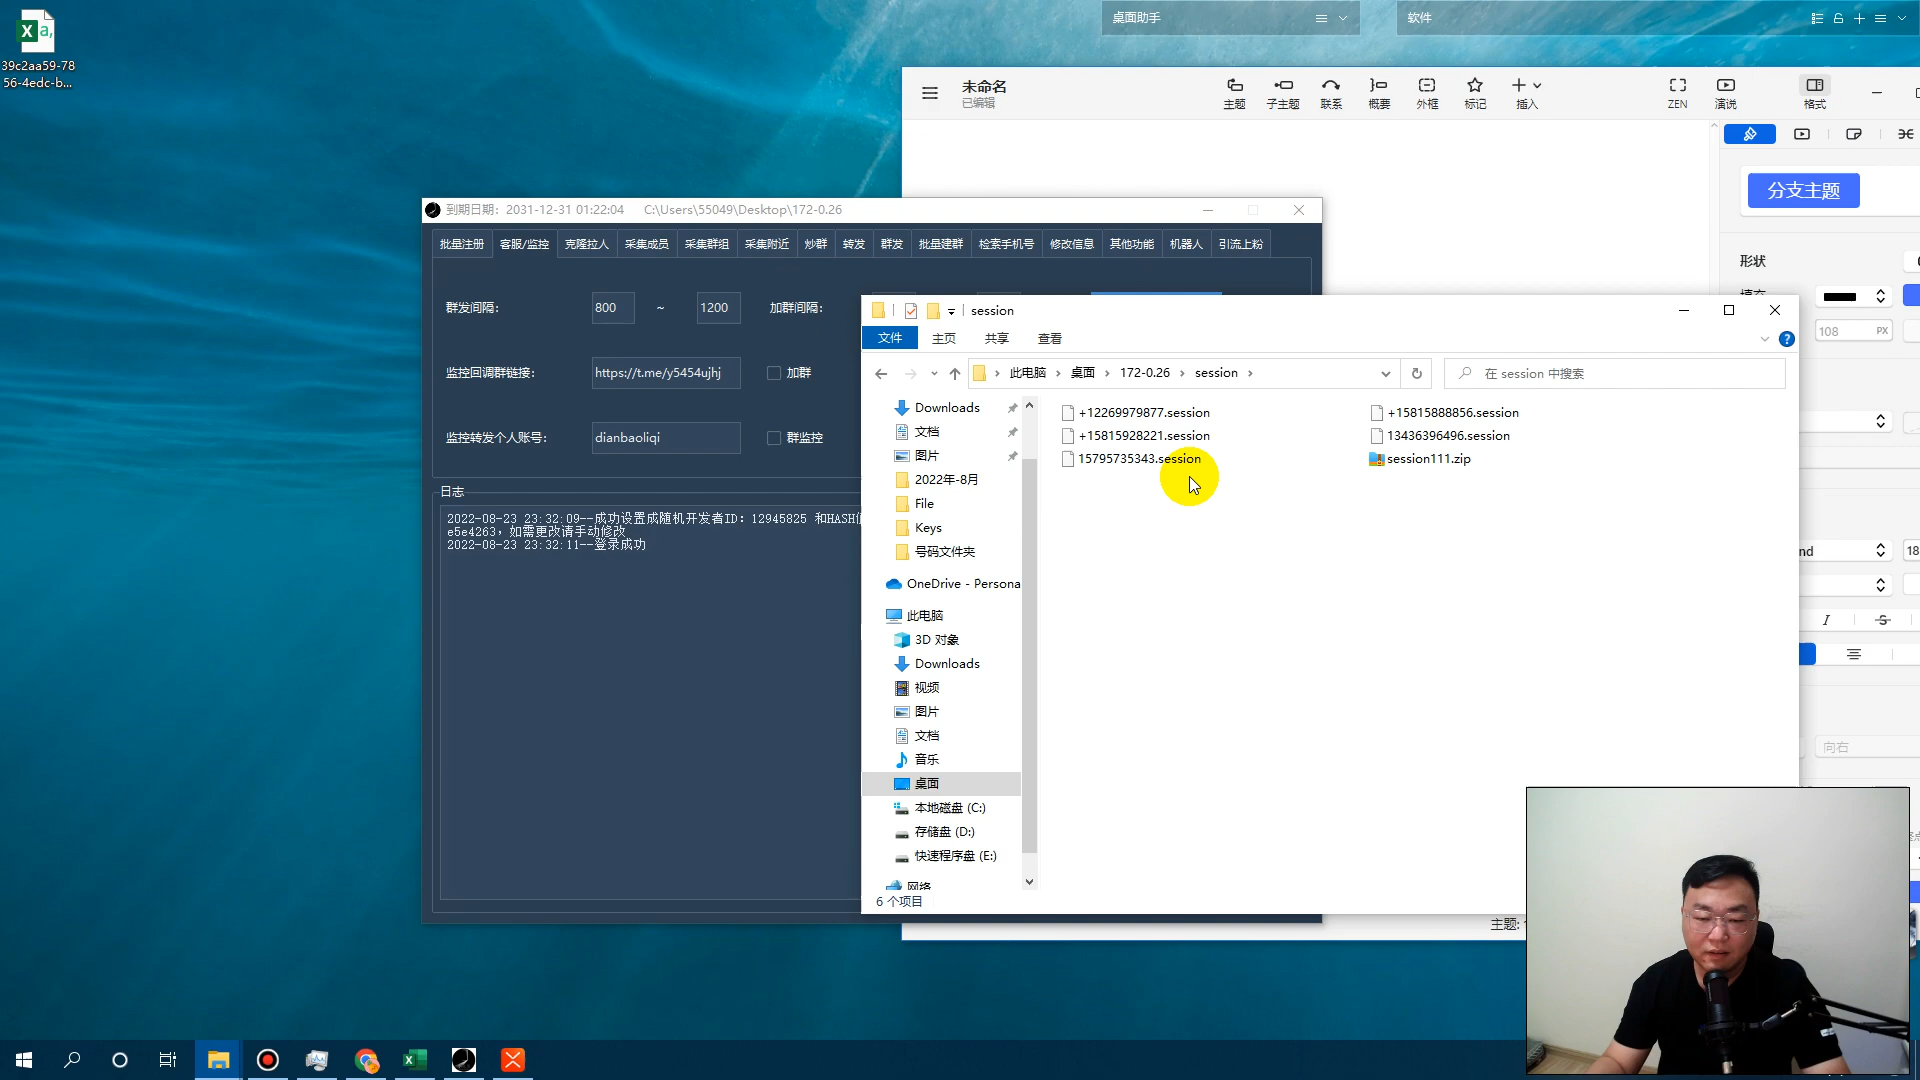 39c2aa59-78
56-4edc-b...
桌面助手
软件
未命名
已编辑
主题
子主题
联系
概要
外框
标记
插入
ZEN
演说
格式
分支主题
形状
108
PX
nd
18
向右
主题:
到期日期: 2031-12-31 01:22:04 C:\Users\55049\Desktop\172-0.26
批量注册
客服/监控
克隆拉人
采集成员
采集群组
采集附近
炒群
转发
群发
批量建群
检索手机号
修改信息
其他功能
机器人
引流上粉
群发间隔:
800
~
1200
加群间隔:
监控回调群链接:
https://t.me/y5454ujhj
加群
监控转发个人账号:
dianbaoliqi
群监控
日志
2022-08-23 23:32:09--成功设置成随机开发者ID: 12945825 和HASH
e5e4263, 如需更改请手动修改
2022-08-23 23:32:11--登录成功
session
文件
主页
共享
查看
此电脑
桌面
172-0.26
session
在 session 中搜索
Downloads
文档
图片
2022年-8月
File
Keys
号码文件夹
OneDrive - Persona
此电脑
3D 对象
Downloads
视频
图片
文档
音乐
桌面
本地磁盘 (C:)
存储盘 (D:)
快速程序盘 (E:)
网络
+12269979877.session
+15815888856.session
+15815928221.session
13436396496.session
15795735343.session
session111.zip
6 个项目